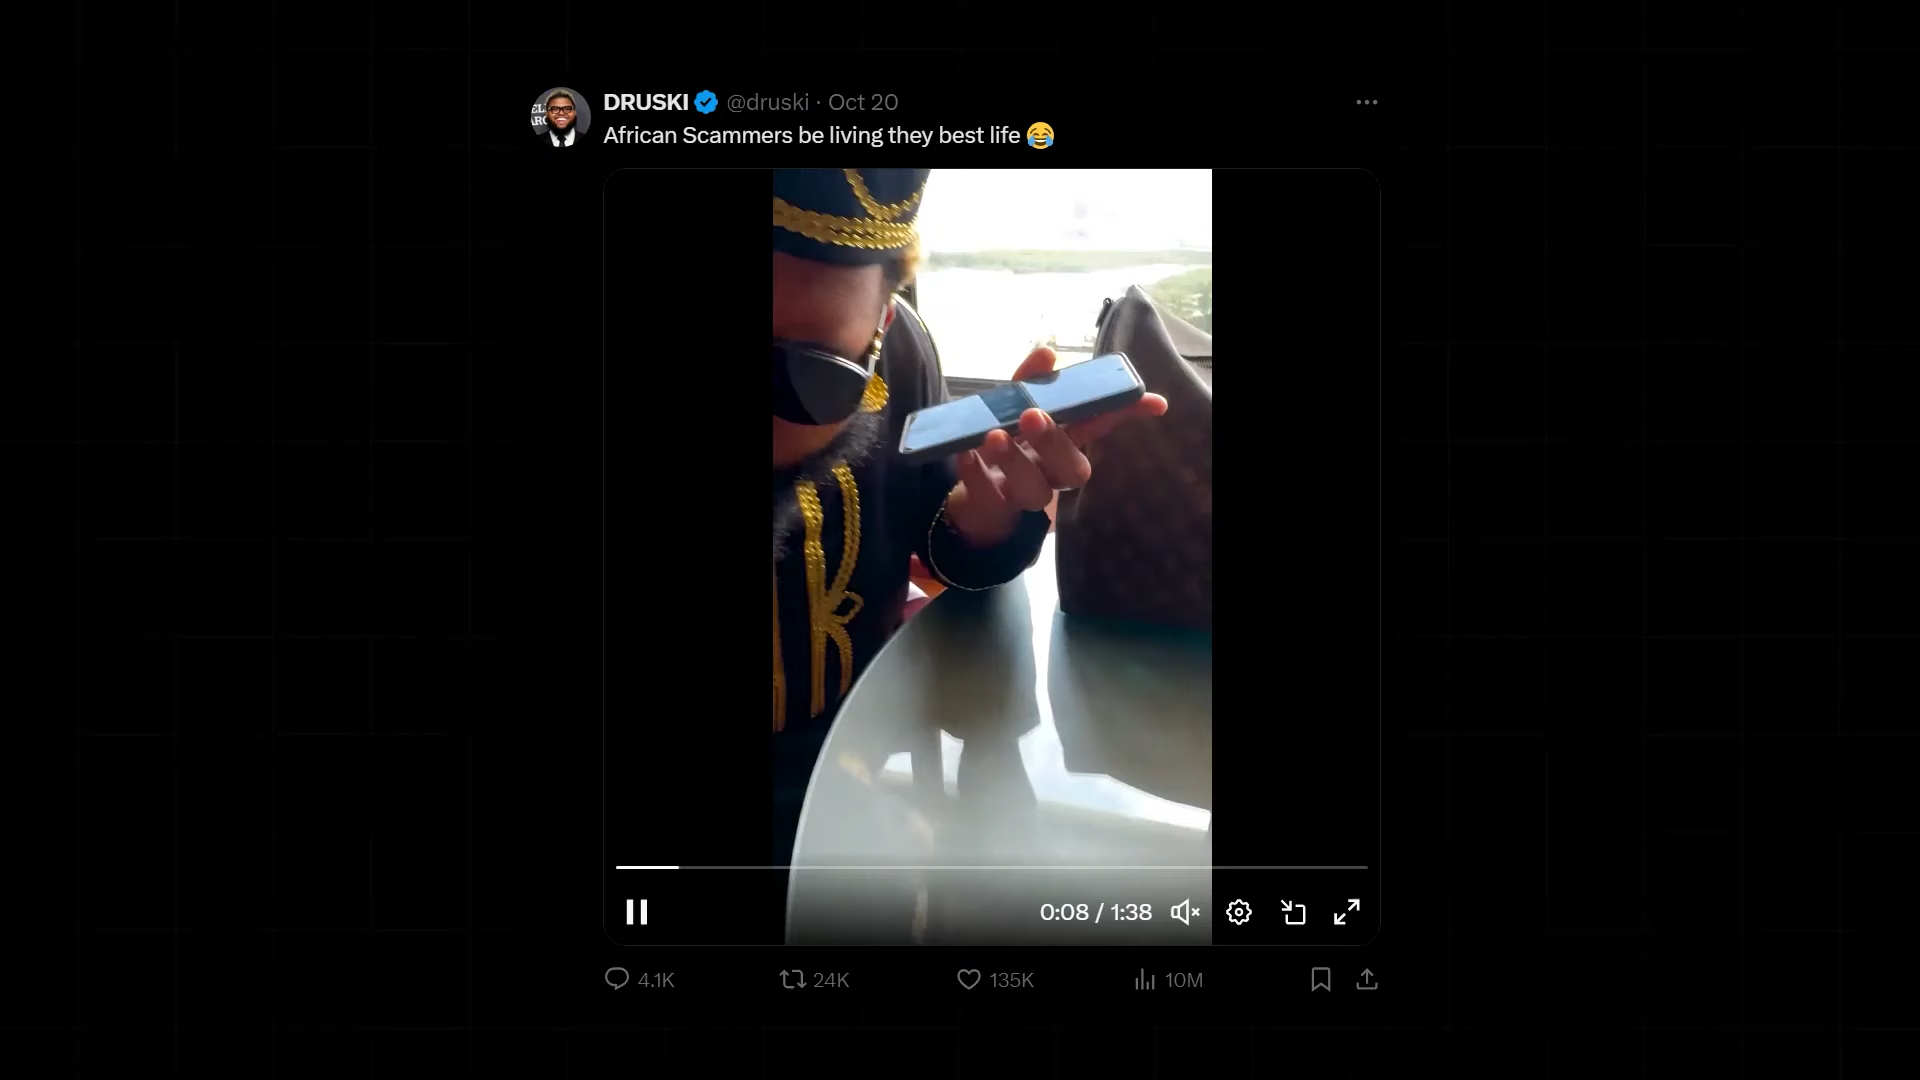 DRUSKI @druski · Oct 20
African Scammers be living they best life 😂
0:08 / 1:38
4.1K 24K 135K 10M